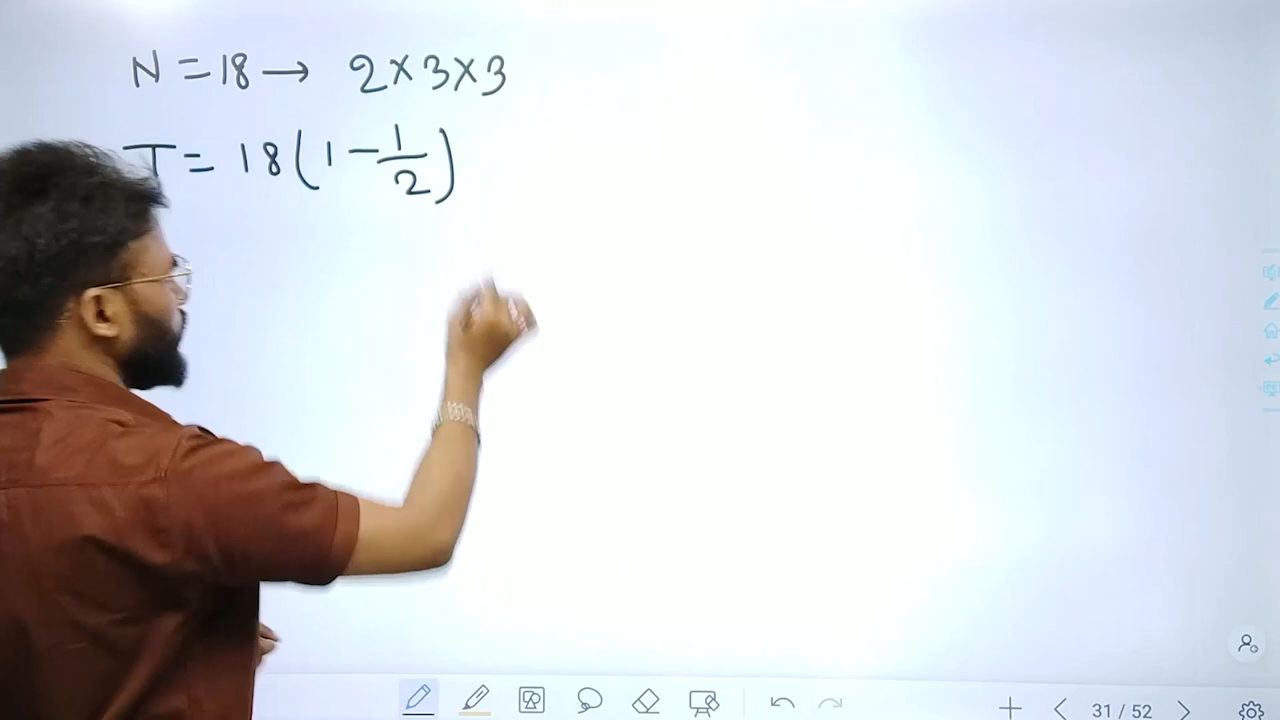 N = 18 → 2 × 3 × 3
T = 18(1 - 1/2)
31 / 52